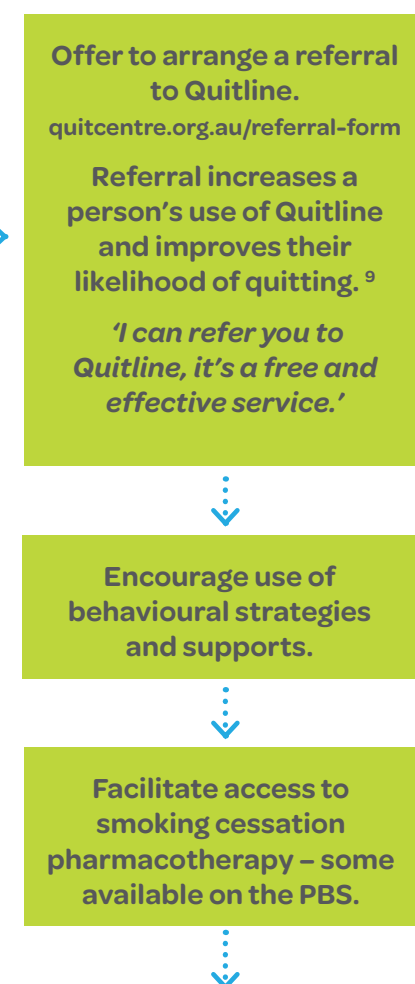 Offer to arrange a referral
to Quitline.
quitcentre.org.au/referral-form
Referral increases a
person’s use of Quitline
and improves their
likelihood of quitting. ⁹
‘I can refer you to
Quitline, it’s a free and
effective service.’
Encourage use of
behavioural strategies
and supports.
Facilitate access to
smoking cessation
pharmacotherapy – some
available on the PBS.